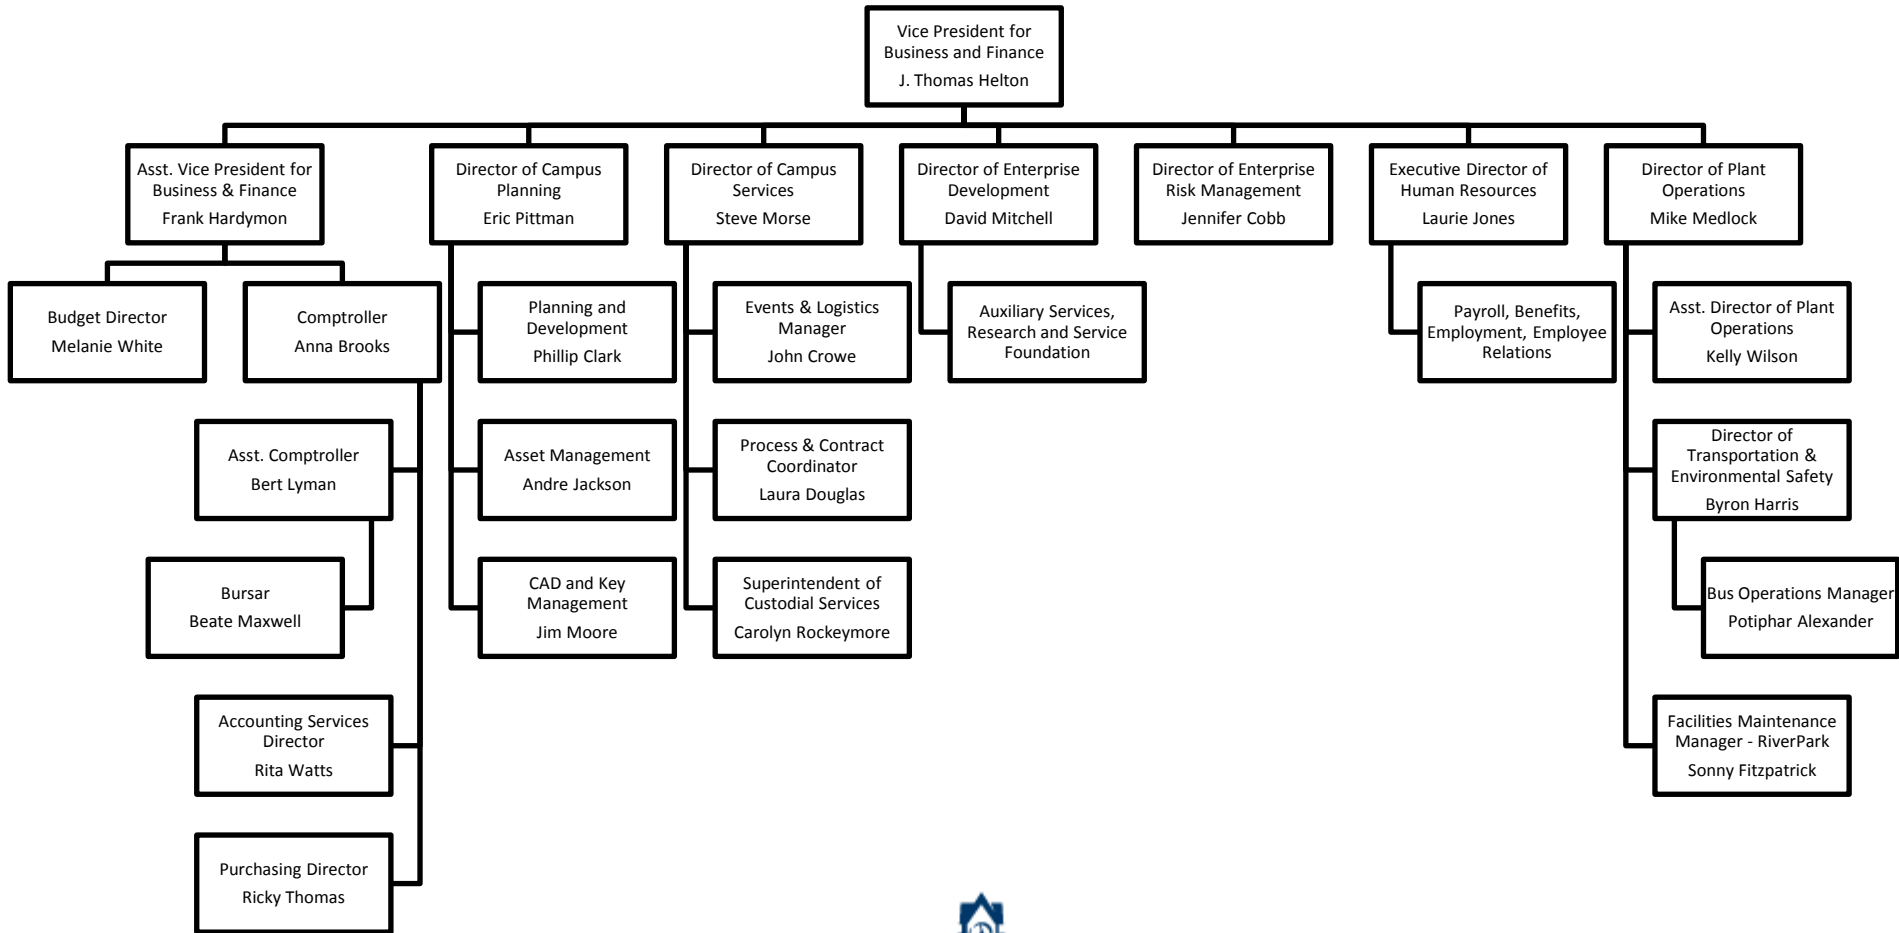 Vice President for
Business and Finance
J. Thomas Helton
Asst. Vice President for
Business & Finance
Frank Hardymon
Director of Campus
Planning
Eric Pittman
Director of Campus
Services
Steve Morse
Director of Enterprise
Development
David Mitchell
Director of Enterprise
Risk Management
Jennifer Cobb
Executive Director of
Human Resources
Laurie Jones
Director of Plant
Operations
Mike Medlock
Budget Director
Melanie White
Comptroller
Anna Brooks
Planning and
Development
Phillip Clark
Events & Logistics
Manager
John Crowe
Auxiliary Services,
Research and Service
Foundation
Payroll, Benefits,
Employment, Employee
Relations
Asst. Director of Plant
Operations
Kelly Wilson
Asst. Comptroller
Bert Lyman
Asset Management
Andre Jackson
Process & Contract
Coordinator
Laura Douglas
Director of
Transportation &
Environmental Safety
Byron Harris
Bursar
Beate Maxwell
CAD and Key
Management
Jim Moore
Superintendent of
Custodial Services
Carolyn Rockeymore
Bus Operations Manager
Potiphar Alexander
Accounting Services
Director
Rita Watts
Facilities Maintenance
Manager - RiverPark
Sonny Fitzpatrick
Purchasing Director
Ricky Thomas